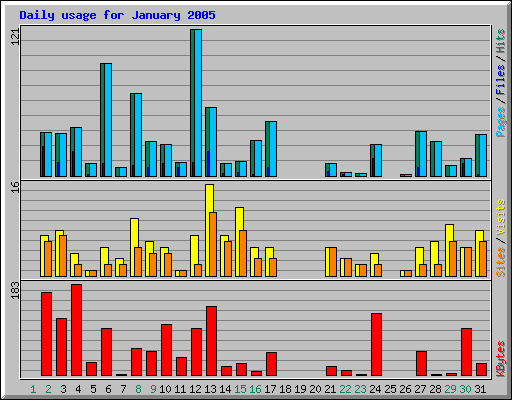 Daily usage for January 2005
121
Pages / Files / Hits
16
Sites / Visits
183
KBytes
1 2 3 4 5 6 7 8 9 10 11 12 13 14 15 16 17 18 19 20 21 22 23 24 25 26 27 28 29 30 31